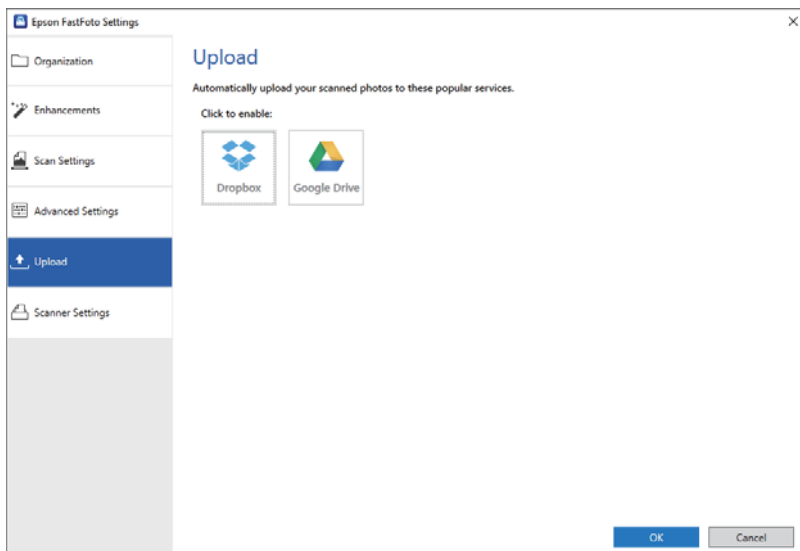 Epson FastFoto Settings
Organization
Enhancements
Scan Settings
Advanced Settings
Upload
Scanner Settings
Upload
Automatically upload your scanned photos to these popular services.
Click to enable:
Dropbox
Google Drive
OK
Cancel